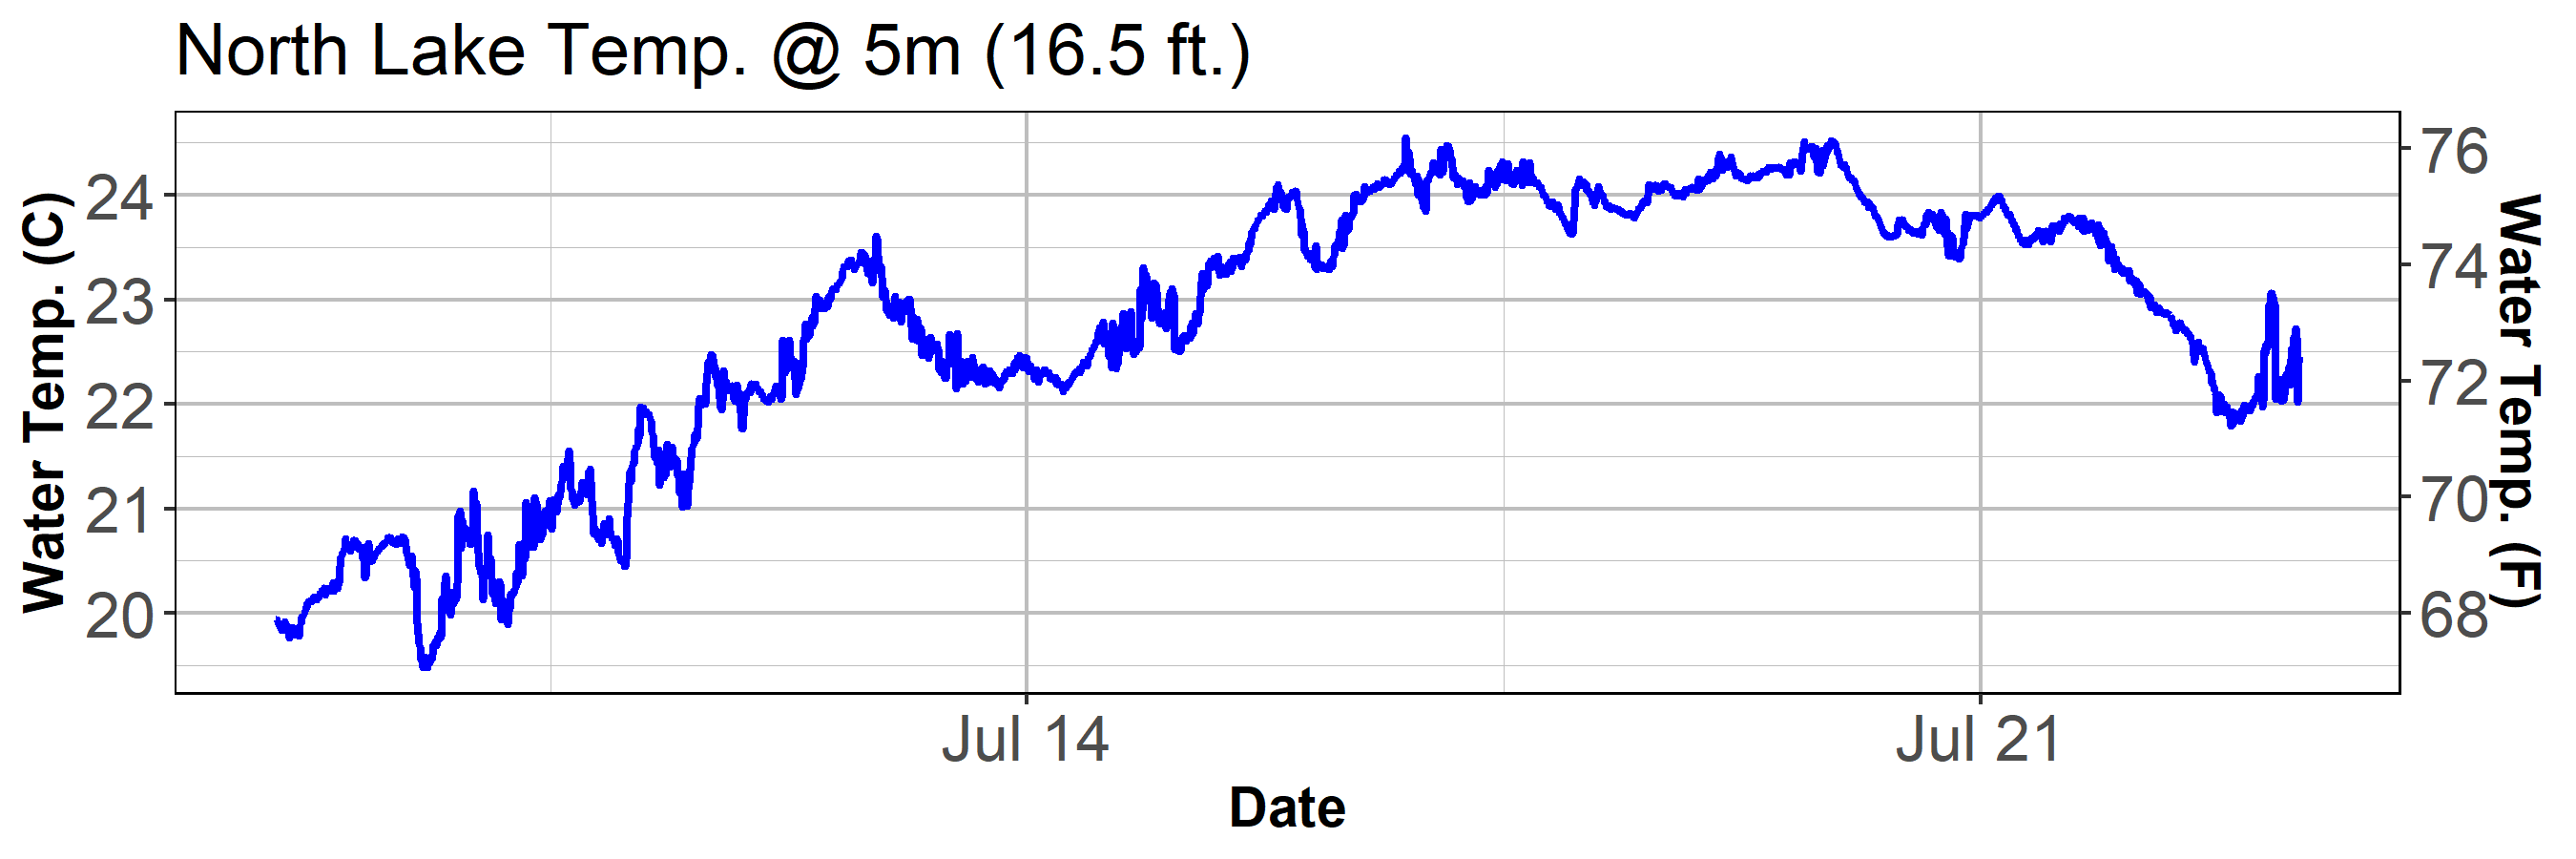 North Lake Temp. @ 5m (16.5 ft.)
Water Temp. (C)
24
23
22
21
20
76
74
72
70
68
Water Temp. (F)
Jul 14
Jul 21
Date